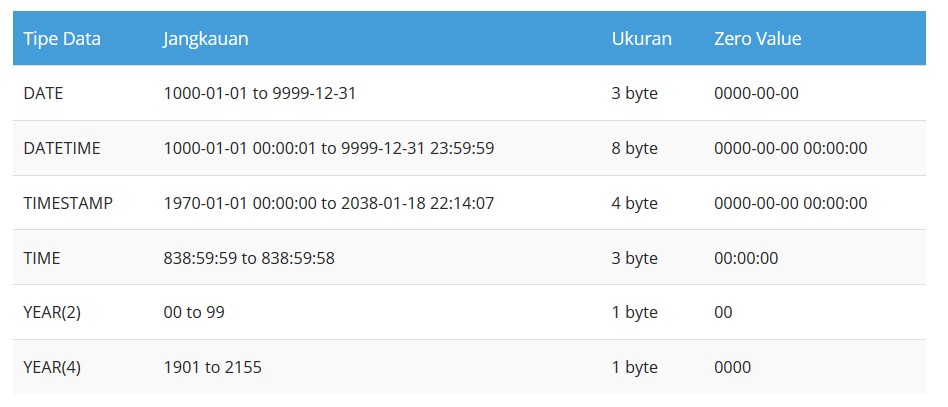 Tipe Data Jangkauan Ukuran Zero Value
DATE 1000-01-01 to 9999-12-31 3 byte 0000-00-00
DATETIME 1000-01-01 00:00:01 to 9999-12-31 23:59:59 8 byte 0000-00-00 00:00:00
TIMESTAMP 1970-01-01 00:00:00 to 2038-01-18 22:14:07 4 byte 0000-00-00 00:00:00
TIME 838:59:59 to 838:59:58 3 byte 00:00:00
YEAR(2) 00 to 99 1 byte 00
YEAR(4) 1901 to 2155 1 byte 0000